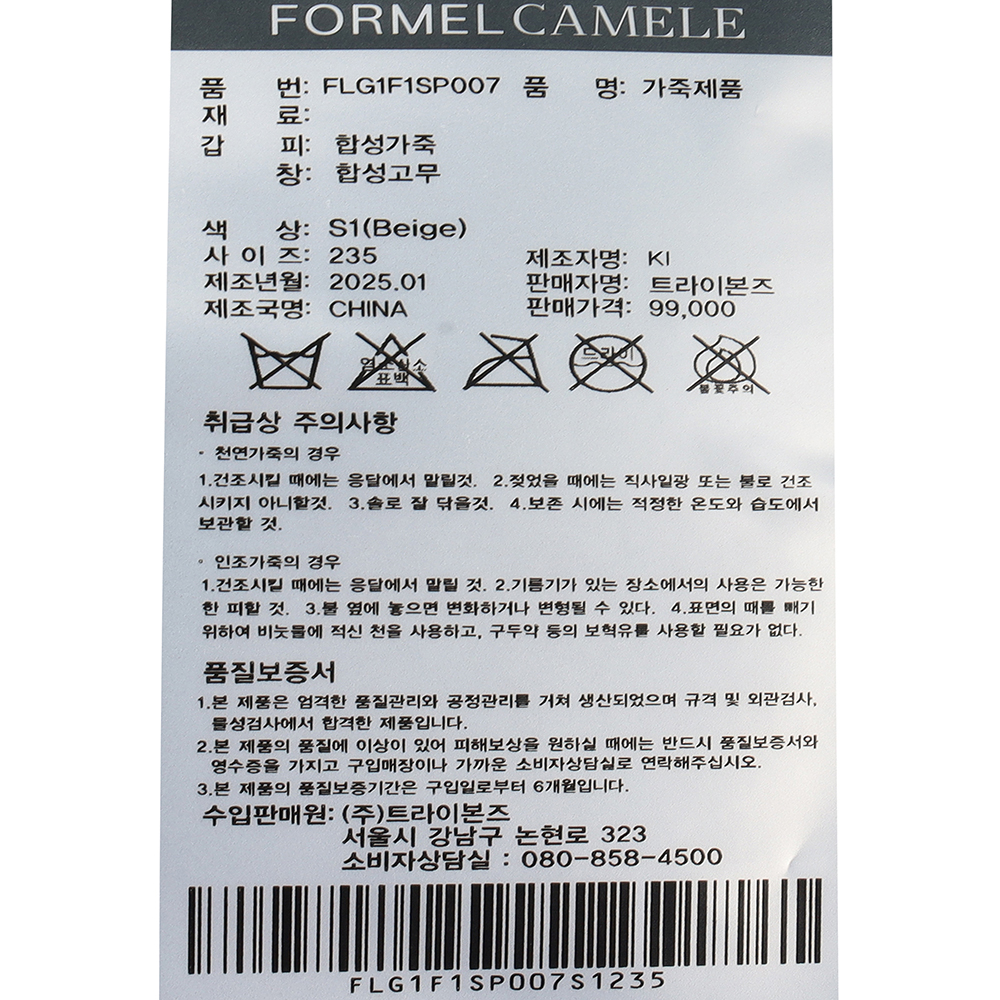 FORMELCAMELE
품 번: FLG1F1SP007 품 명: 가죽제품
재 료:
갑 피: 합성가죽
창: 합성고무
색 상: S1(Beige)
사 이 즈: 235 제조자명: KI
제조년월: 2025.01 판매자명: 트라이본즈
제조국명: CHINA 판매가격: 99,000
염소산소 드라이
표백 불꽃주의
취급상 주의사항
· 천연가죽의 경우
1.건조시킬 때에는 응달에서 말릴것. 2.젖었을 때에는 직사일광 또는 불로 건조
시키지 아니할것. 3.솔로 잘 닦을것. 4.보존 시에는 적정한 온도와 습도에서
보관할 것.
◦ 인조가죽의 경우
1.건조시킬 때에는 응달에서 말릴 것. 2.기름기가 있는 장소에서의 사용은 가능한
한 피할 것. 3.불 옆에 놓으면 변화하거나 변형될 수 있다. 4.표면의 때를 빼기
위하여 비눗물에 적신 천을 사용하고, 구두약 등의 보혁유를 사용할 필요가 없다.
품질보증서
1.본 제품은 엄격한 품질관리와 공정관리를 거쳐 생산되었으며 규격 및 외관검사,
물성검사에서 합격한 제품입니다.
2.본 제품의 품질에 이상이 있어 피해보상을 원하실 때에는 반드시 품질보증서와
영수증을 가지고 구입매장이나 가까운 소비자상담실로 연락해주십시오.
3.본 제품의 품질보증기간은 구입일로부터 6개월입니다.
수입판매원: (주)트라이본즈
서울시 강남구 논현로 323
소비자상담실 : 080-858-4500
FLG1F1SP007S1235